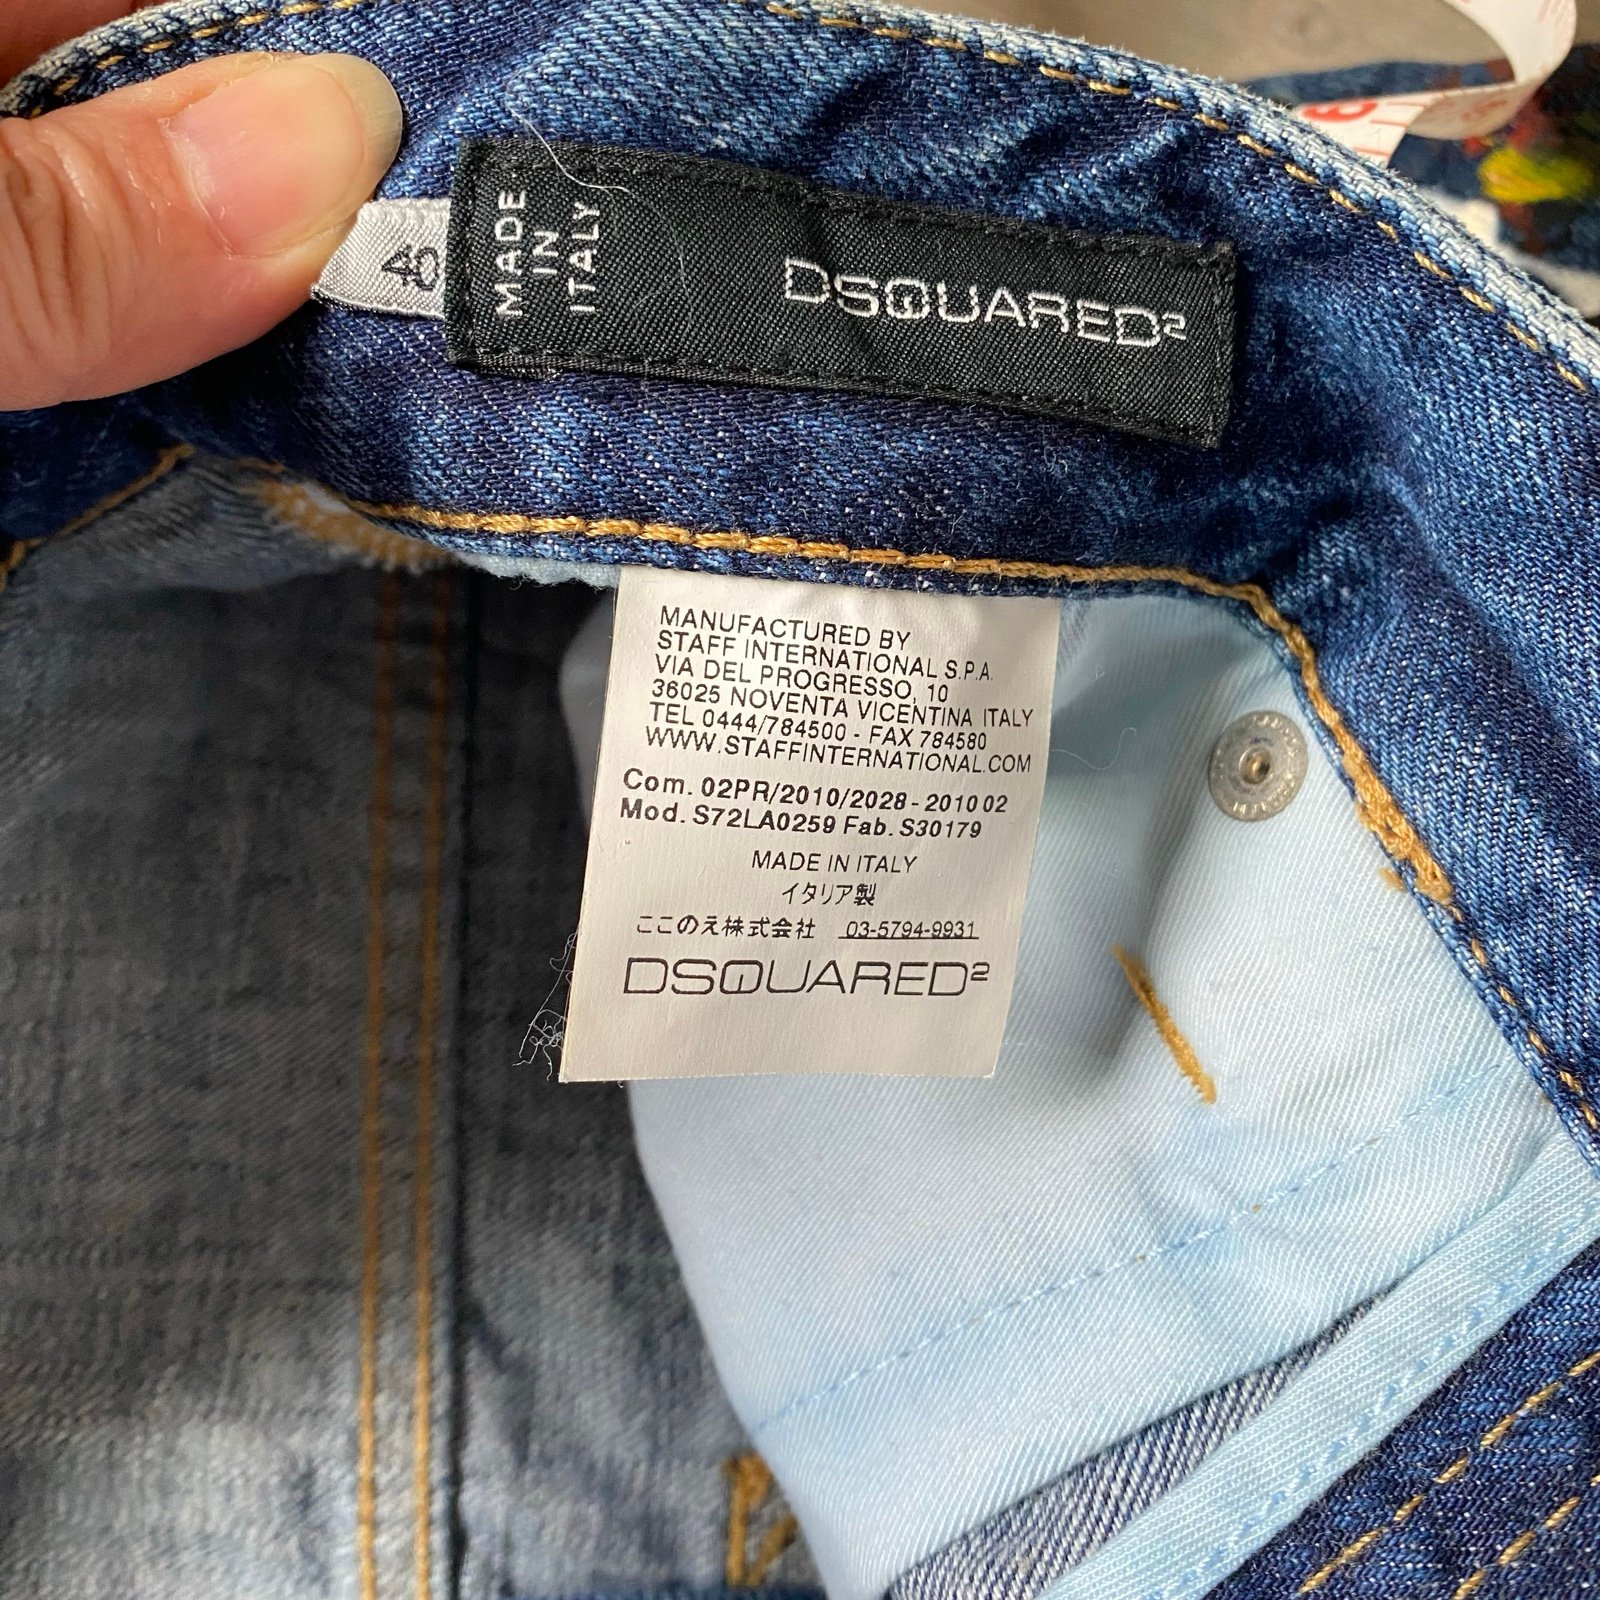 40
MADE
IN
ITALY
DSQUARED2
MANUFACTURED BY
STAFF INTERNATIONAL S.P.A.
VIA DEL PROGRESSO, 10
36025 NOVENTA VICENTINA ITALY
TEL 0444/784500 - FAX 784580
WWW.STAFFINTERNATIONAL.COM
Com. 02PR/2010/2028 - 2010 02
Mod. S72LA0259 Fab. S30179
MADE IN ITALY
イタリア製
ここのえ株式会社 03-5794-9931
DSQUARED2